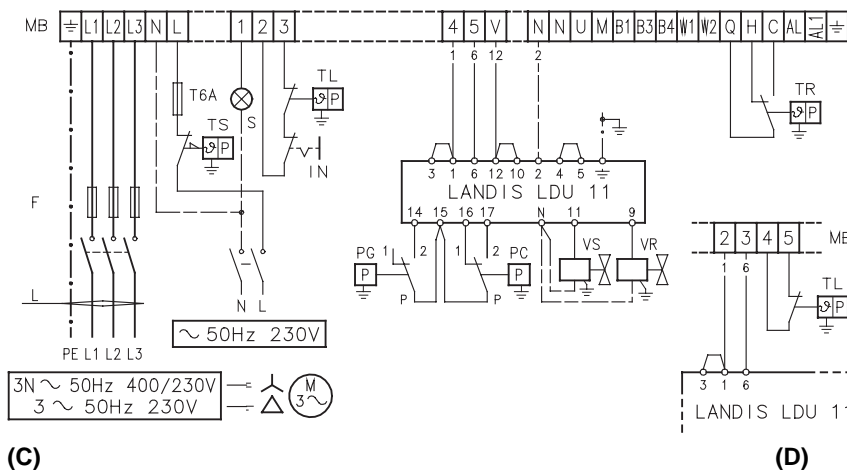 MB ⏚ L1 L2 L3 N L 1 2 3 4 5 V N N U M B1 B3 B4 W1 W2 Q H C AL AL1 ⏚
1 6 12 2
T6A
TL
ϑ P
TR
ϑ P
S
TS
ϑ P
IN
3 1 6 12 10 2 4 5
LANDIS LDU 11
F
14 15 16 17 N 11 9
2 3 4 5 MB
1 2 1 2 VS VR
PG P PC P
P P
1 6
TL
ϑ P
L
N L
∼ 50Hz 230V
PE L1 L2 L3
3 1 6
3N ∼ 50Hz 400/230V
3 ∼ 50Hz 230V
M
3∼
LANDIS LDU 11
(C) (D)